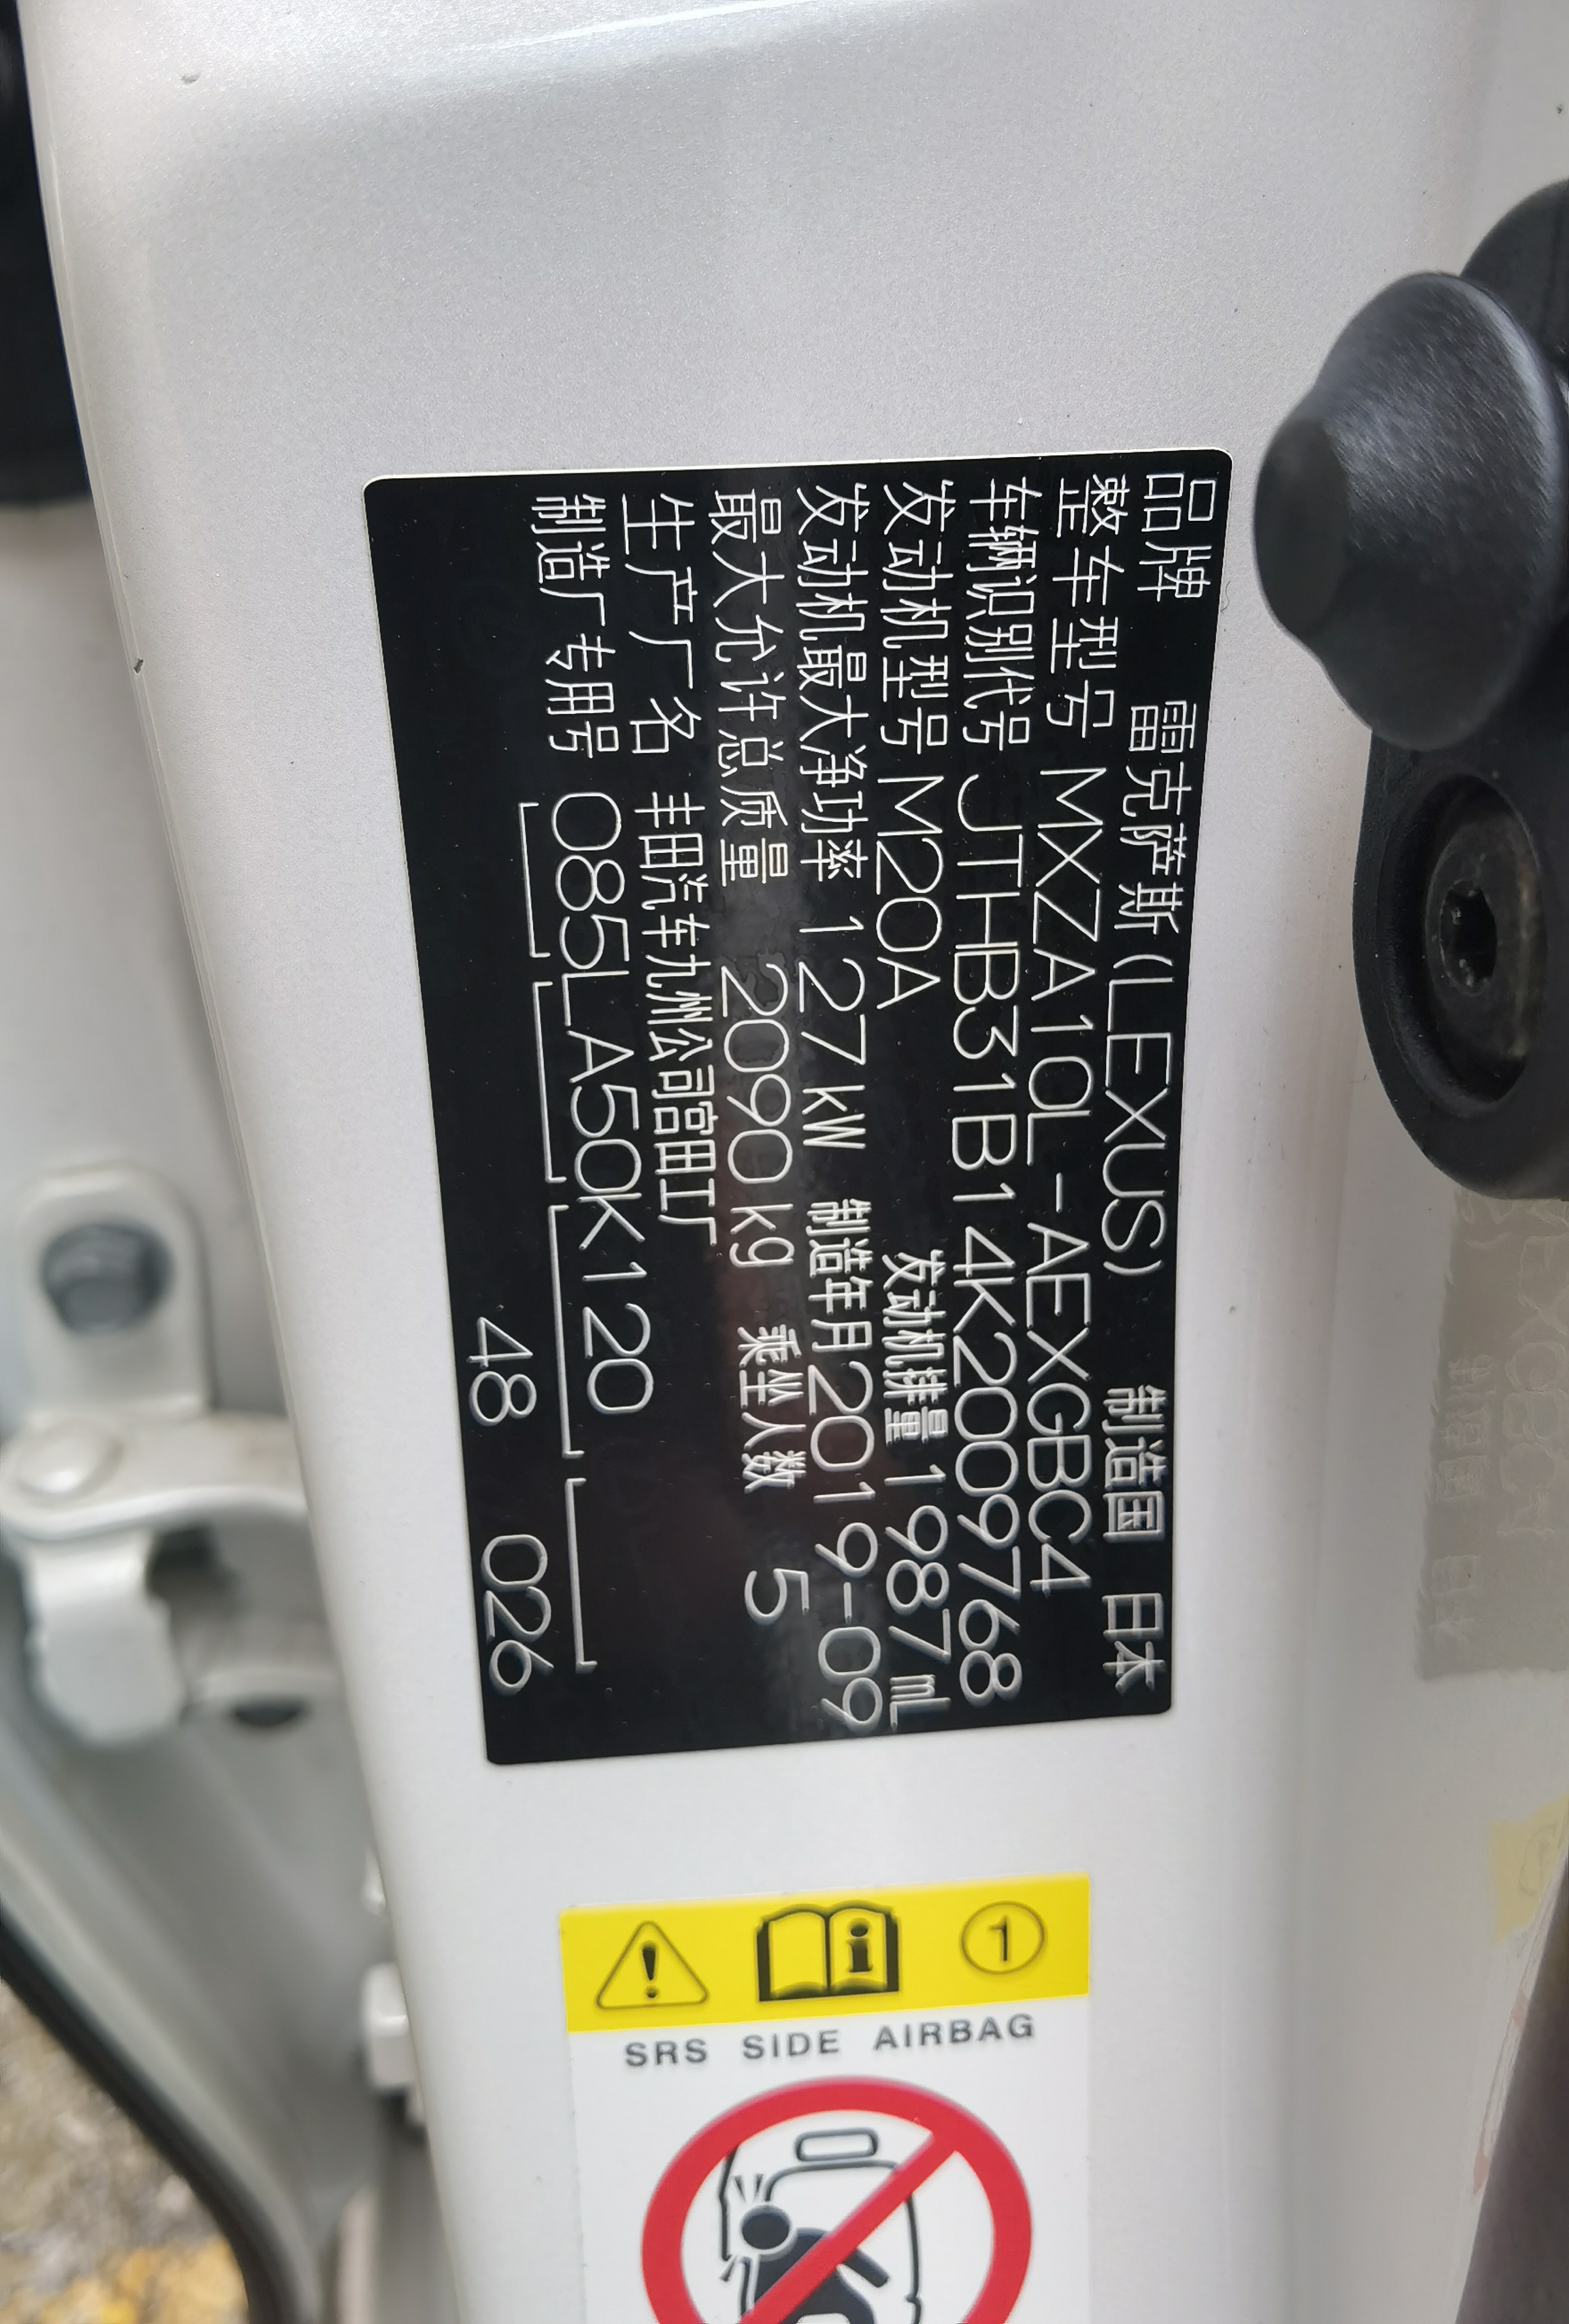 品牌 雷克萨斯(LEXUS) 制造国 日本
整车型号 MXZA10L-AEXGBC4
车辆识别代号 JTHB31B14K2009768
发动机型号 M20A 发动机排量 1987mL
发动机最大净功率 127kW 制造年月 2019-09
最大允许总质量 2090kg 乘坐人数 5
生产厂名 丰田汽车九州公司宫田工厂
制造厂专用号 085LA50K120
48 026
1
SRS SIDE AIRBAG